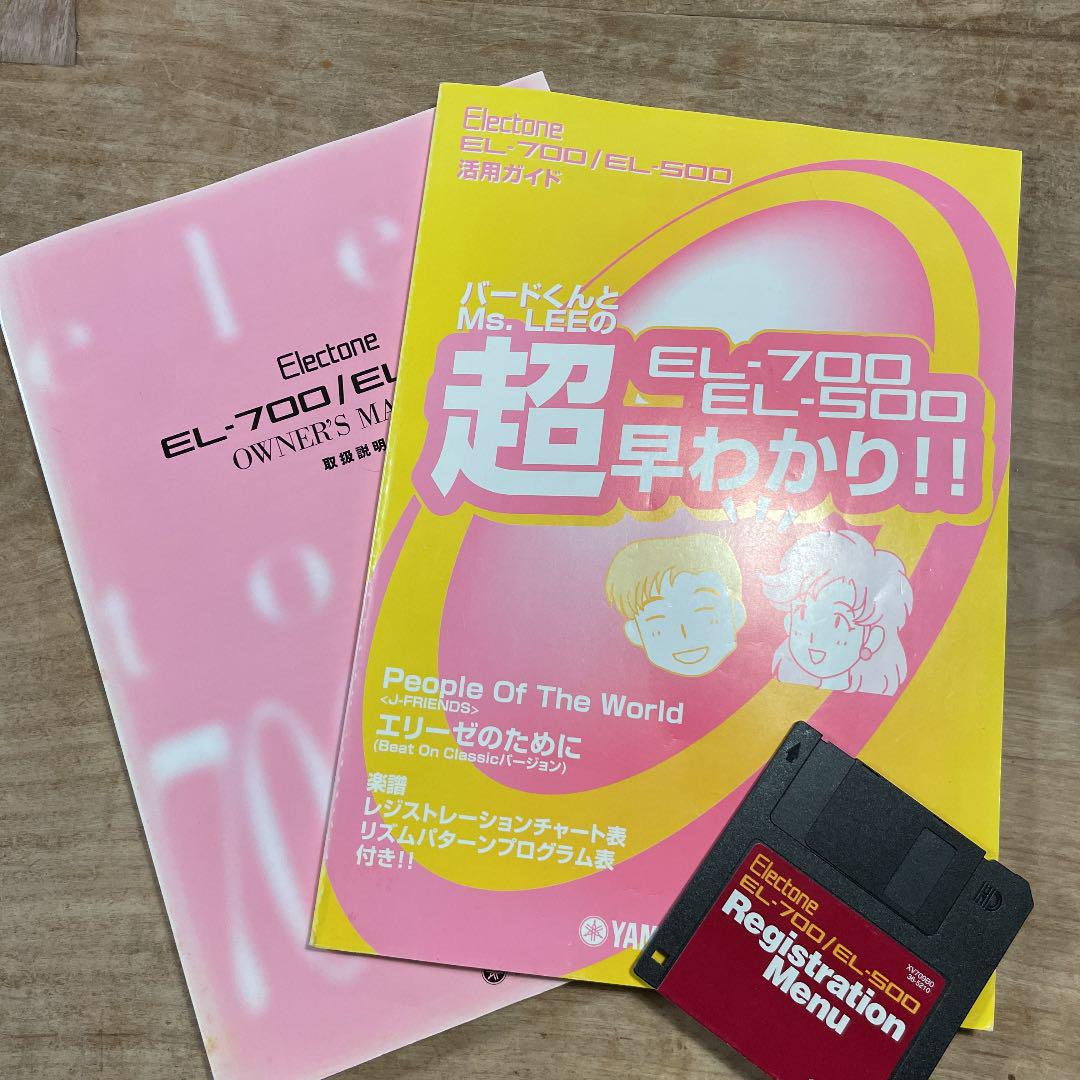 Electone
EL-700/EL
OWNER'S MA
取扱説明
70
Electone
EL-700/EL-500
活用ガイド
バードくんと
Ms. LEEの
超
EL-700
EL-500
早わかり!!
People Of The World
<J-FRIENDS>
エリーゼのために
(Beat On Classicバージョン)
楽譜
レジストレーションチャート表
リズムパターンプログラム表
付き!!
YAM
HD
Electone
EL-700/EL-500
Registration
Menu
XV709B0
36-5210